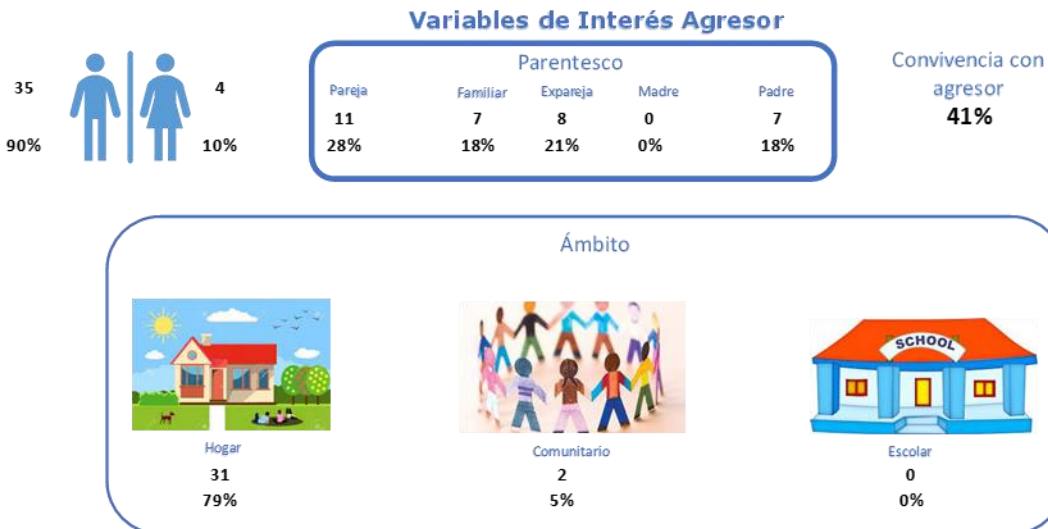 Variables de Interés Agresor
35
4
90%
10%
Parentesco
Pareja Familiar Expareja Madre Padre
11 7 8 0 7
28% 18% 21% 0% 18%
Convivencia con
agresor
41%
Ámbito
SCHOOL
Hogar Comunitario Escolar
31 2 0
79% 5% 0%